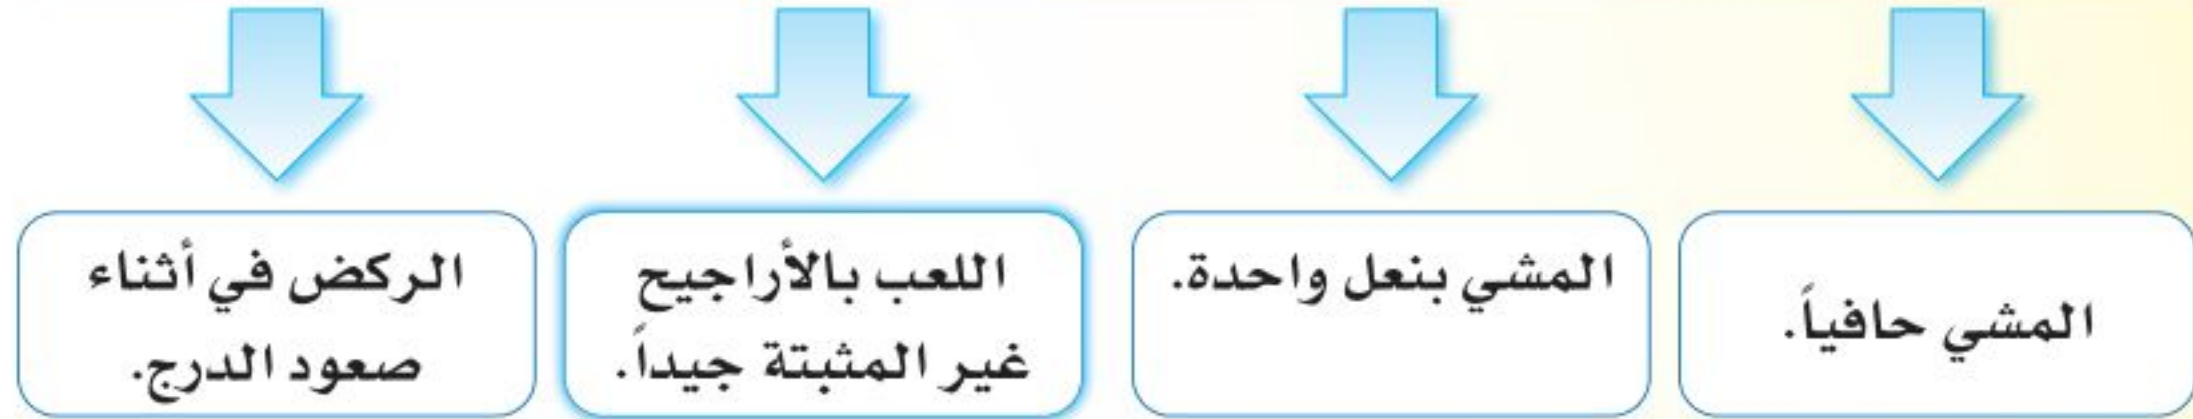 المشي حافياً.
المشي بنعل واحدة.
اللعب بالأراجيح
غير المثبتة جيداً.
الركض في أثناء
صعود الدرج.